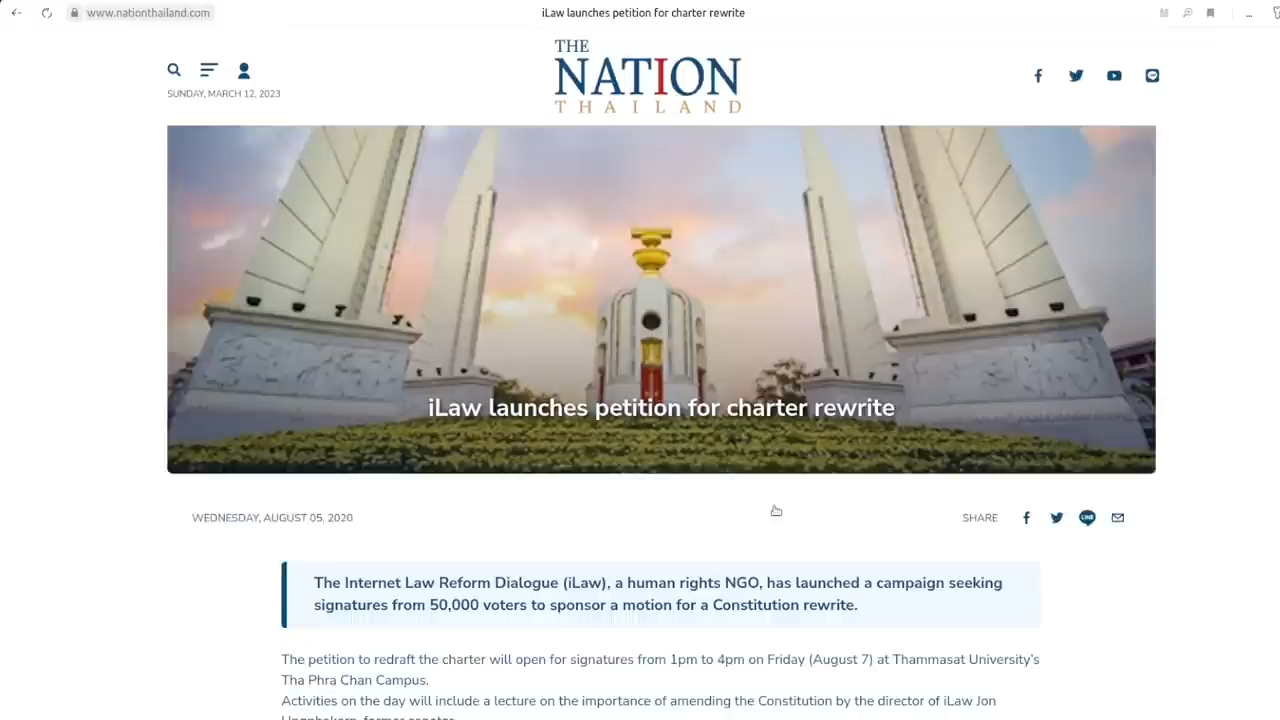 www.nationthailand.com
iLaw launches petition for charter rewrite
SUNDAY, MARCH 12, 2023
THE
NATION
THAILAND
iLaw launches petition for charter rewrite
WEDNESDAY, AUGUST 05, 2020
SHARE
LINE
The Internet Law Reform Dialogue (iLaw), a human rights NGO, has launched a campaign seeking
signatures from 50,000 voters to sponsor a motion for a Constitution rewrite.
The petition to redraft the charter will open for signatures from 1pm to 4pm on Friday (August 7) at Thammasat University's
Tha Phra Chan Campus.
Activities on the day will include a lecture on the importance of amending the Constitution by the director of iLaw Jon